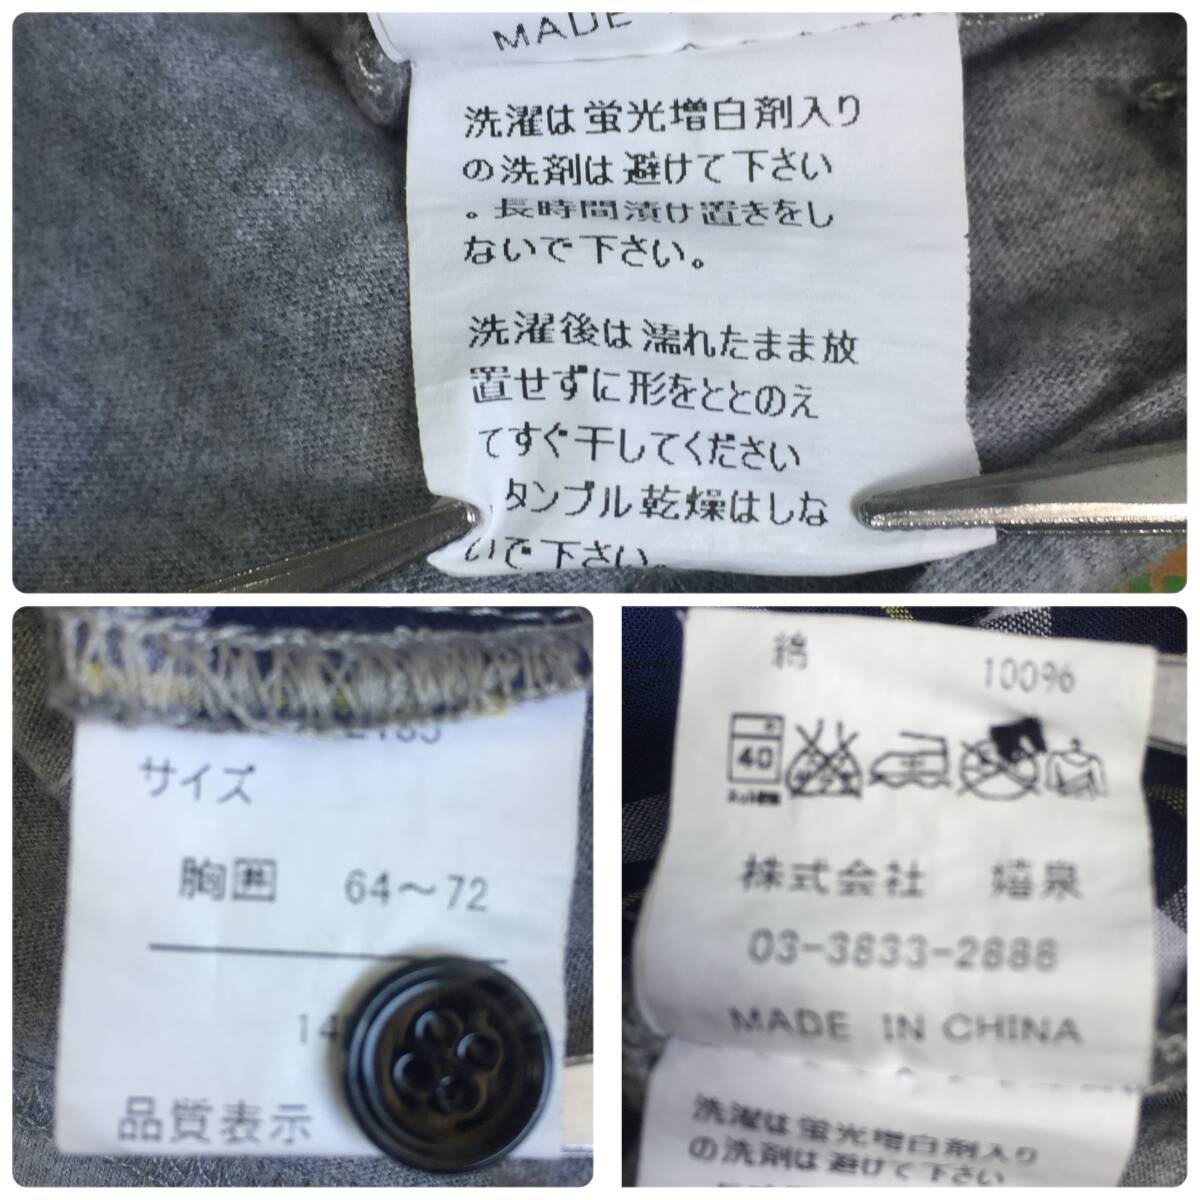 MADE
洗濯は蛍光増白剤入り
の洗剤は避けて下さい
。長時間漬け置きをし
ないで下さい。
洗濯後は濡れたまま放
置せずに形をととのえ
てすぐ干してください
タンブル乾燥はしな
いで下さい。
サイズ
胸囲 64～72
14
品質表示
綿 100%
40
株式会社 嬉泉
03-3833-2888
MADE IN CHINA
洗濯は蛍光増白剤入り
の洗剤は避けて下さい